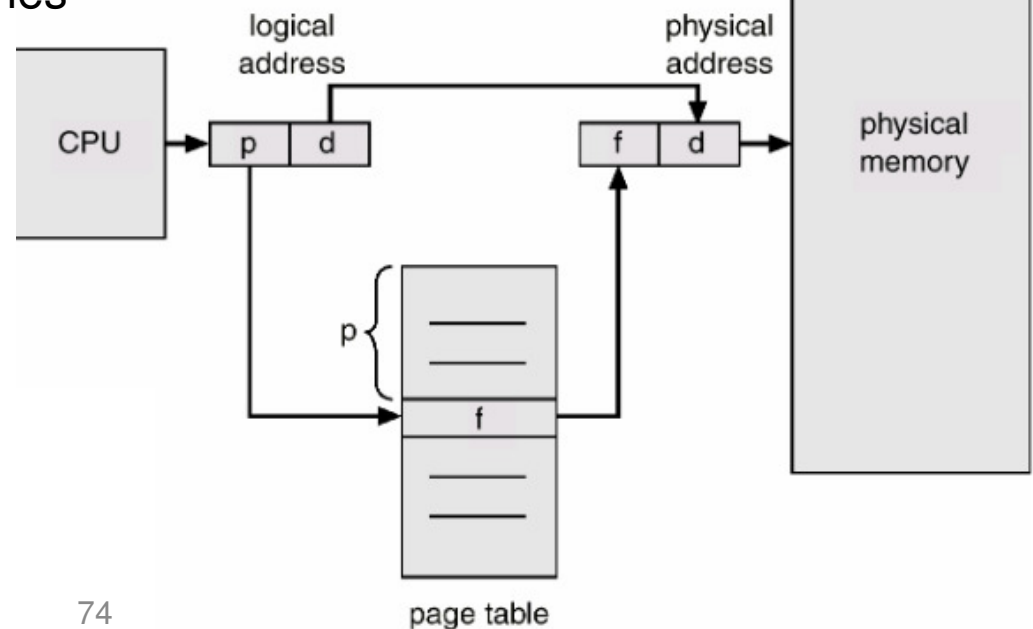 logical
address
physical
address
CPU
p
d
f
d
physical
memory
p
f
page table
74